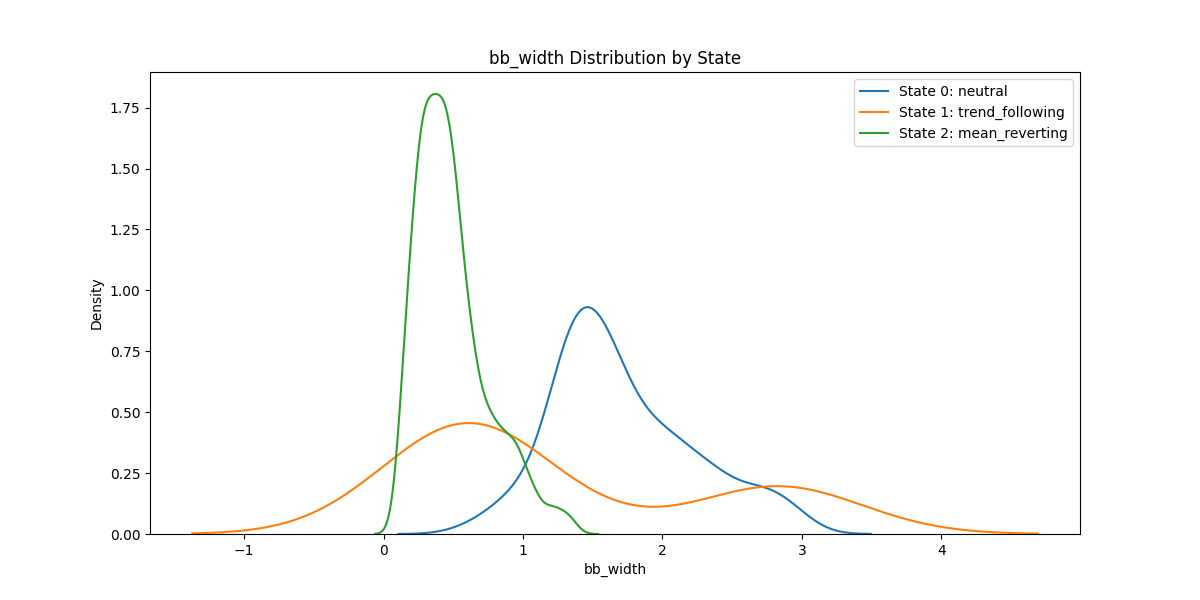 bb_width Distribution by State
State 0: neutral
State 1: trend_following
State 2: mean_reverting
Density
1.75
1.50
1.25
1.00
0.75
0.50
0.25
0.00
−1
0
1
2
3
4
bb_width